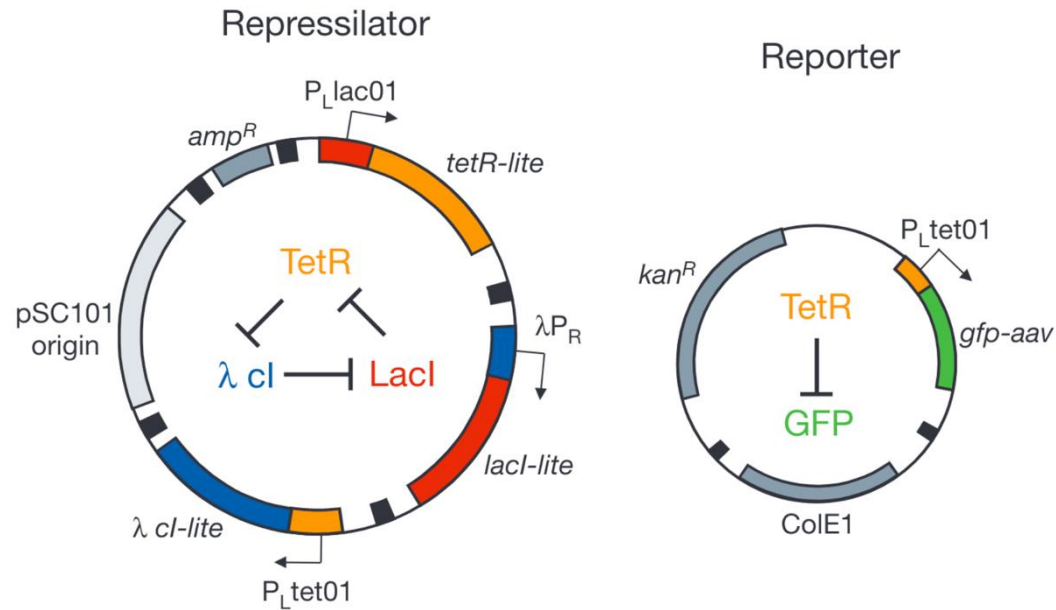 Repressilator
Reporter
PLlac01
ampR
tetR-lite
TetR
pSC101
origin
λPR
λ cI
LacI
lacI-lite
λ cI-lite
PLtet01
PLtet01
kanR
TetR
gfp-aav
GFP
ColE1